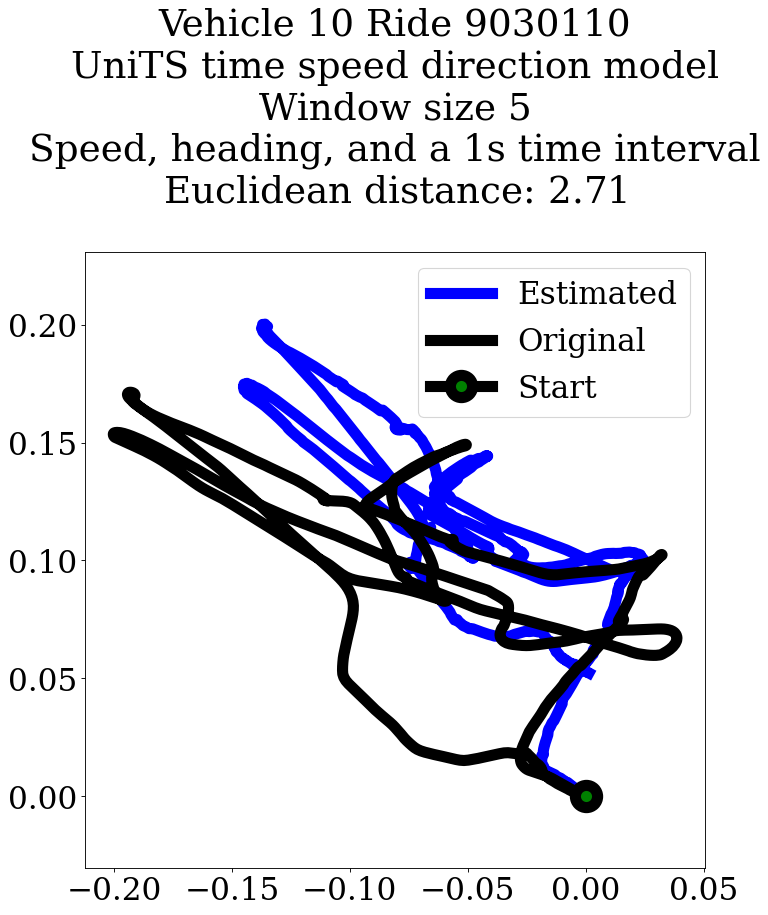 Vehicle 10 Ride 9030110
UniTS time speed direction model
Window size 5
Speed, heading, and a 1s time interval
Euclidean distance: 2.71
Estimated
Original
Start
0.20
0.15
0.10
0.05
0.00
−0.20 −0.15 −0.10 −0.05 0.00 0.05